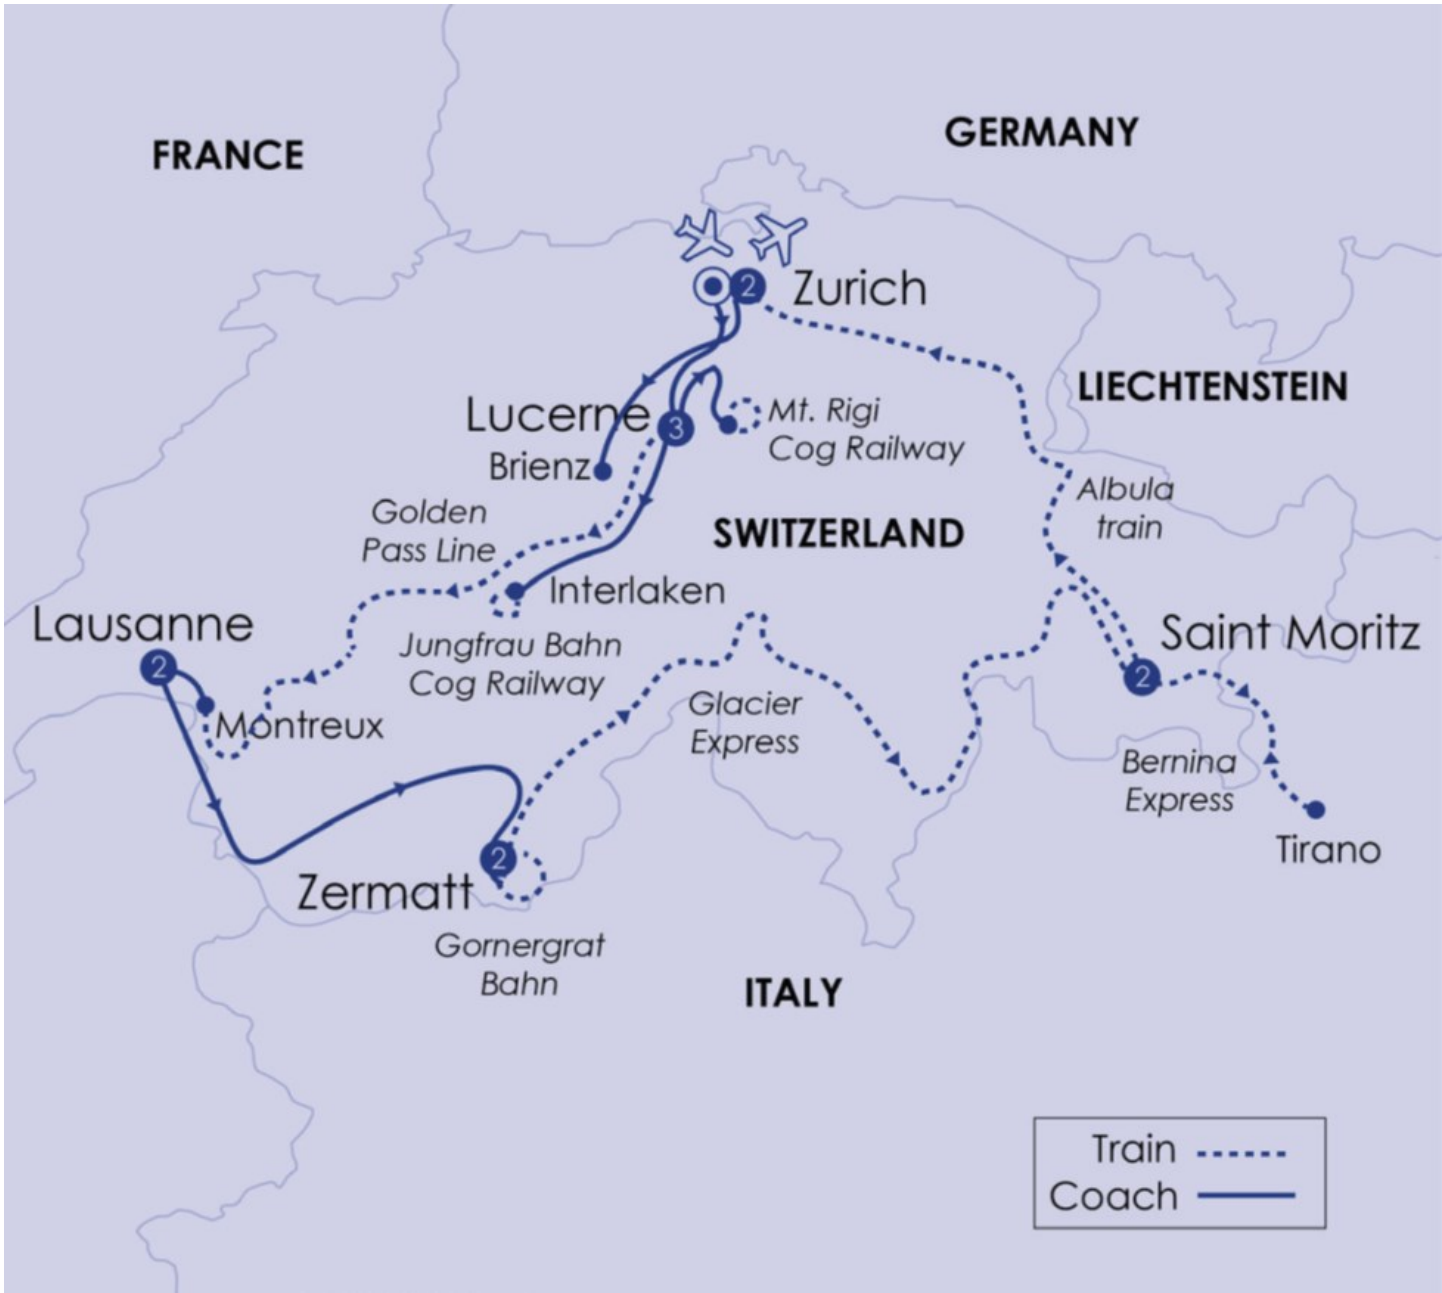 FRANCE
GERMANY
2
Zurich
LIECHTENSTEIN
Lucerne
3
Mt. Rigi
Cog Railway
Brienz
Golden
Pass Line
SWITZERLAND
Albula
train
Interlaken
Lausanne
2
Jungfrau Bahn
Cog Railway
Saint Moritz
2
Montreux
Glacier
Express
Bernina
Express
Tirano
2
Zermatt
Gornergrat
Bahn
ITALY
Train
Coach